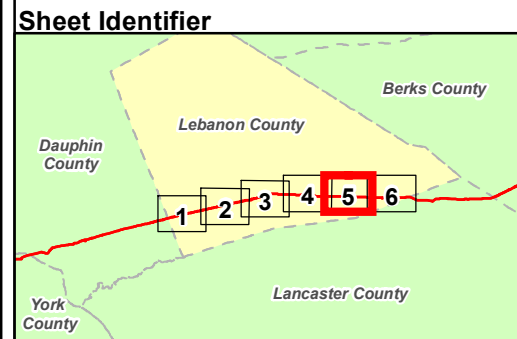 Sheet Identifier
Berks County
Lebanon County
Dauphin
County
1 2 3 4 5 6
Lancaster County
York
County